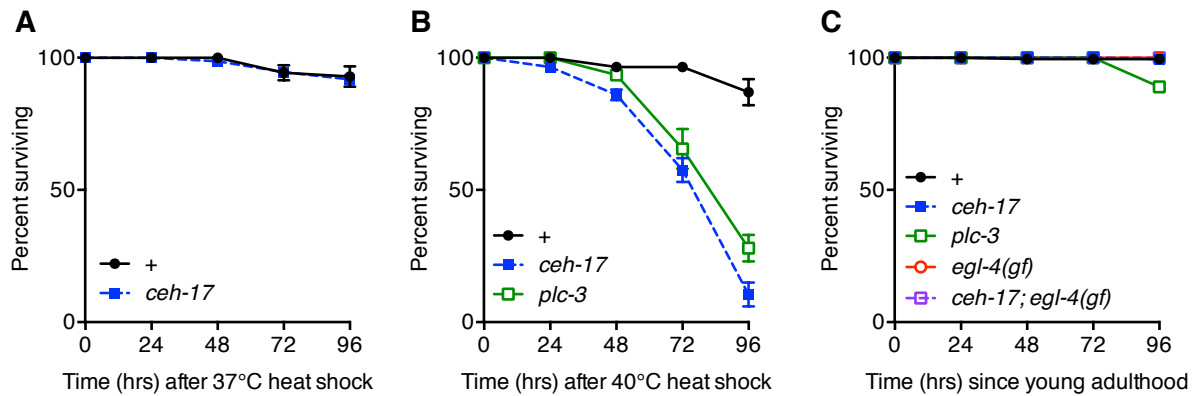 A
Percent surviving
100
50
0
+
ceh-17
0 24 48 72 96
Time (hrs) after 37°C heat shock
B
Percent surviving
100
50
0
+
ceh-17
plc-3
0 24 48 72 96
Time (hrs) after 40°C heat shock
C
Percent surviving
100
50
0
+
ceh-17
plc-3
egl-4(gf)
ceh-17; egl-4(gf)
0 24 48 72 96
Time (hrs) since young adulthood